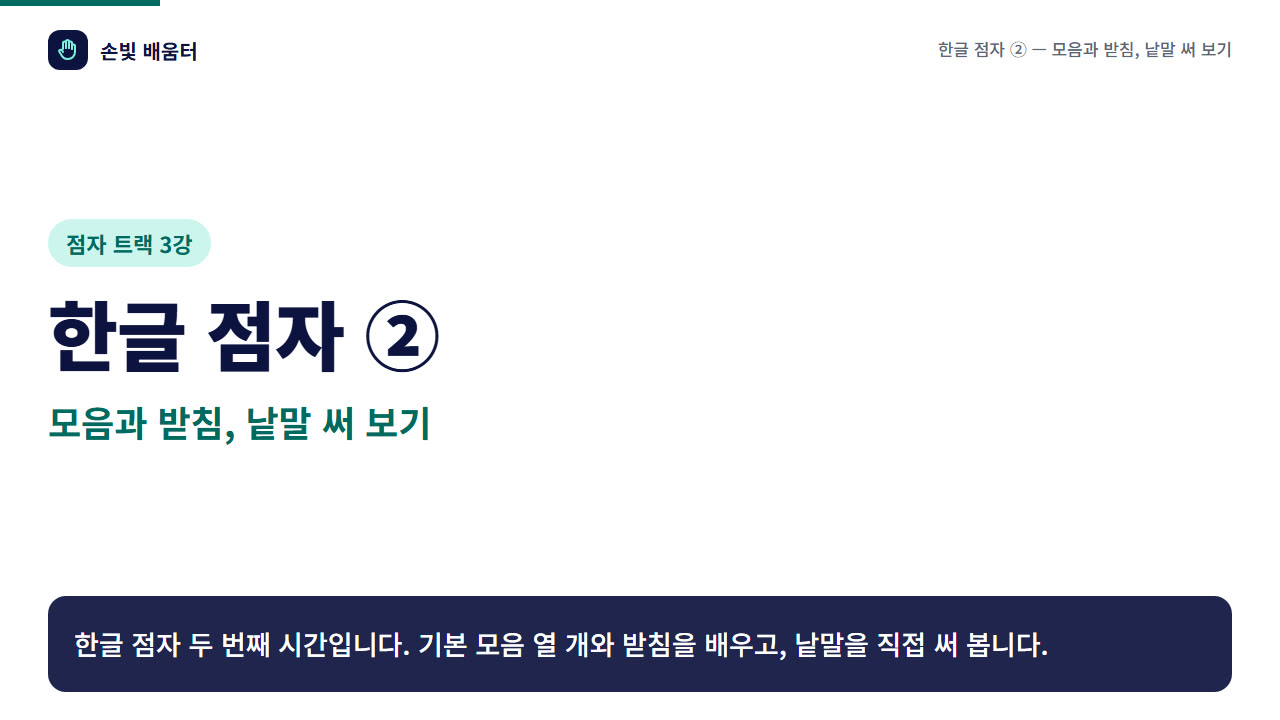 손빛 배움터
한글 점자 ② — 모음과 받침, 낱말 써 보기
점자 트랙 3강
한글 점자 ②
모음과 받침, 낱말 써 보기
한글 점자 두 번째 시간입니다. 기본 모음 열 개와 받침을 배우고, 낱말을 직접 써 봅니다.